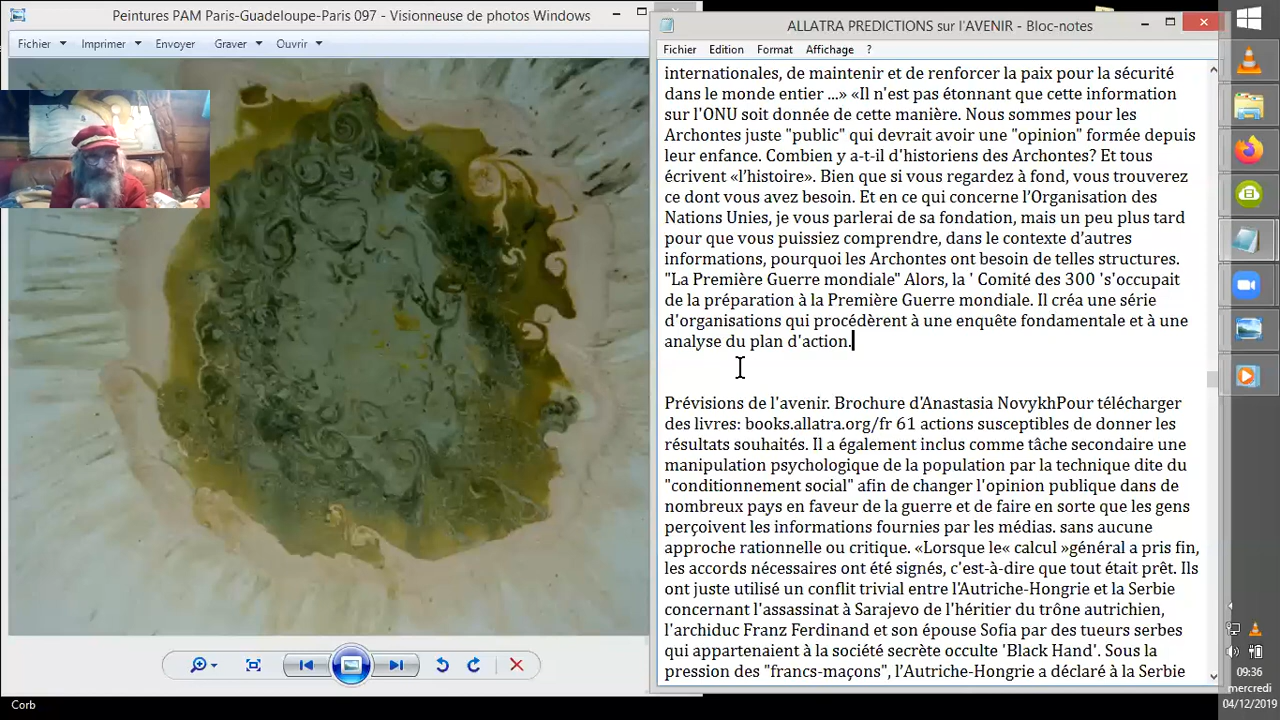 Peintures PAM Paris-Guadeloupe-Paris 097 - Visionneuse de photos Windows
Fichier Imprimer Envoyer Graver Ouvrir
ALLATRA PREDICTIONS sur l'AVENIR - Bloc-notes
Fichier Edition Format Affichage ?
internationales, de maintenir et de renforcer la paix pour la sécurité
dans le monde entier ...» «Il n'est pas étonnant que cette information
sur l'ONU soit donnée de cette manière. Nous sommes pour les
Archontes juste "public" qui devrait avoir une "opinion" formée depuis
leur enfance. Combien y a-t-il d'historiens des Archontes? Et tous
écrivent «l’histoire». Bien que si vous regardez à fond, vous trouverez
ce dont vous avez besoin. Et en ce qui concerne l’Organisation des
Nations Unies, je vous parlerai de sa fondation, mais un peu plus tard
pour que vous puissiez comprendre, dans le contexte d’autres
informations, pourquoi les Archontes ont besoin de telles structures.
"La Première Guerre mondiale" Alors, la ' Comité des 300 's'occupait
de la préparation à la Première Guerre mondiale. Il créa une série
d'organisations qui procédèrent à une enquête fondamentale et à une
analyse du plan d'action.
Prévisions de l'avenir. Brochure d'Anastasia NovykhPour télécharger
des livres: books.allatra.org/fr 61 actions susceptibles de donner les
résultats souhaités. Il a également inclus comme tâche secondaire une
manipulation psychologique de la population par la technique dite du
"conditionnement social" afin de changer l'opinion publique dans de
nombreux pays en faveur de la guerre et de faire en sorte que les gens
perçoivent les informations fournies par les médias. sans aucune
approche rationnelle ou critique. «Lorsque le« calcul »général a pris fin,
les accords nécessaires ont été signés, c'est-à-dire que tout était prêt. Ils
ont juste utilisé un conflit trivial entre l'Autriche-Hongrie et la Serbie
concernant l'assassinat à Sarajevo de l'héritier du trône autrichien,
l'archiduc Franz Ferdinand et son épouse Sofia par des tueurs serbes
qui appartenaient à la société secrète occulte 'Black Hand'. Sous la
pression des "francs-maçons", l’Autriche-Hongrie a déclaré à la Serbie
09:36
mercredi
04/12/2019
Corb